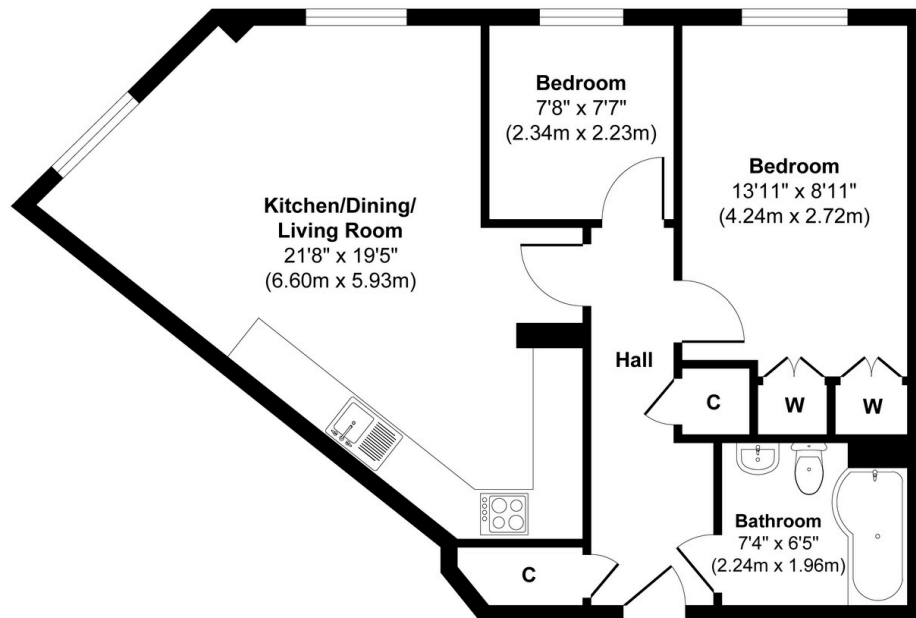 Bedroom
7'8" x 7'7"
(2.34m x 2.23m)
Bedroom
13'11" x 8'11"
(4.24m x 2.72m)
Kitchen/Dining/
Living Room
21'8" x 19'5"
(6.60m x 5.93m)
Hall
C
W
W
Bathroom
7'4" x 6'5"
(2.24m x 1.96m)
C